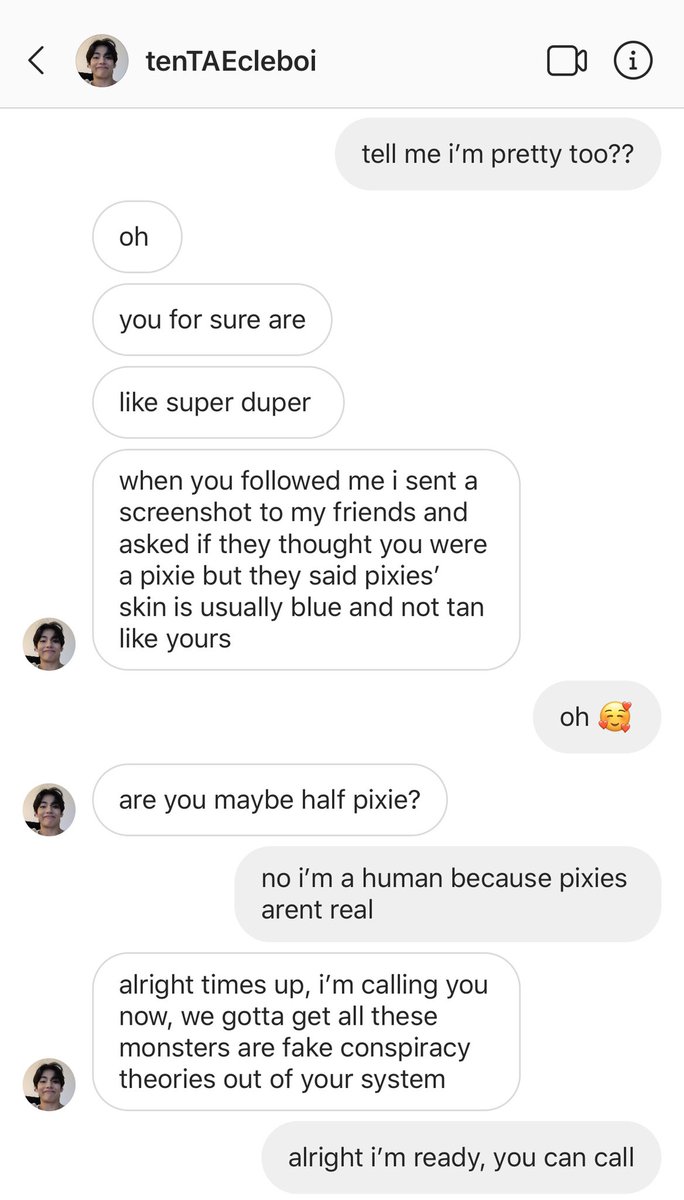 tenTAEcleboi
tell me i’m pretty too??
oh
you for sure are
like super duper
when you followed me i sent a
screenshot to my friends and
asked if they thought you were
a pixie but they said pixies’
skin is usually blue and not tan
like yours
oh 🥰
are you maybe half pixie?
no i’m a human because pixies
arent real
alright times up, i’m calling you
now, we gotta get all these
monsters are fake conspiracy
theories out of your system
alright i’m ready, you can call